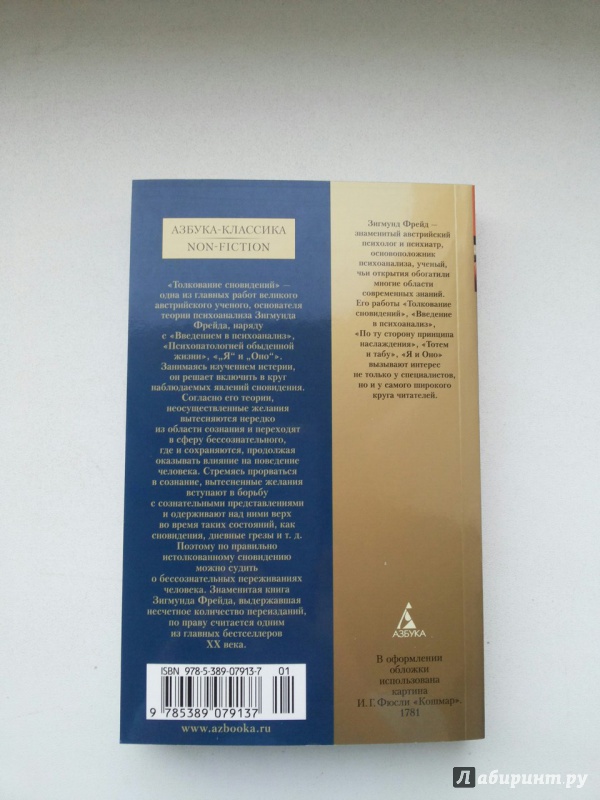 АЗБУКА-КЛАССИКА
NON-FICTION
«Толкование сновидений» —
одна из главных работ великого
австрийского ученого, основателя
теории психоанализа Зигмунда
Фрейда, наряду
с «Введением в психоанализ»,
«Психопатологией обыденной
жизни», «„Я“ и „Оно“».
Занимаясь изучением истерии,
он решает включить в круг
наблюдаемых явлений сновидения.
Согласно его теории,
неосуществленные желания
вытесняются нередко
из области сознания и переходят
в сферу бессознательного,
где и сохраняются, продолжая
оказывать влияние на поведение
человека. Стремясь прорваться
в сознание, вытесненные желания
вступают в борьбу
с сознательными представлениями
и одерживают над ними верх
во время таких состояний, как
сновидения, дневные грезы и т. д.
Поэтому по правильно
истолкованному сновидению
можно судить
о бессознательных переживаниях
человека. Знаменитая книга
Зигмунда Фрейда, выдержавшая
несчетное количество переизданий,
по праву считается одним
из главных бестселлеров
XX века.
ISBN 978-5-389-07913-7 01
9 785389 079137
www.azbooka.ru
Зигмунд Фрейд —
знаменитый австрийский
психолог и психиатр,
основоположник
психоанализа, ученый,
чьи открытия обогатили
многие области
современных знаний.
Его работы «Толкование
сновидений», «Введение
в психоанализ»,
«По ту сторону принципа
наслаждения», «Тотем
и табу», «Я и Оно»
вызывают интерес
не только у специалистов,
но и у самого широкого
круга читателей.
АЗБУКА
В оформлении
обложки
использована
картина
И. Г. Фюсли «Кошмар».
1781
Лабиринт.ру